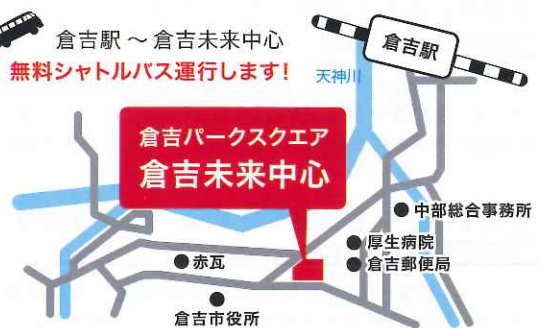 倉吉駅～倉吉未来中心
無料シャトルバス運行します!
倉吉駅
天神川
倉吉パークスクエア
倉吉未来中心
中部総合事務所
厚生病院
倉吉郵便局
赤瓦
倉吉市役所